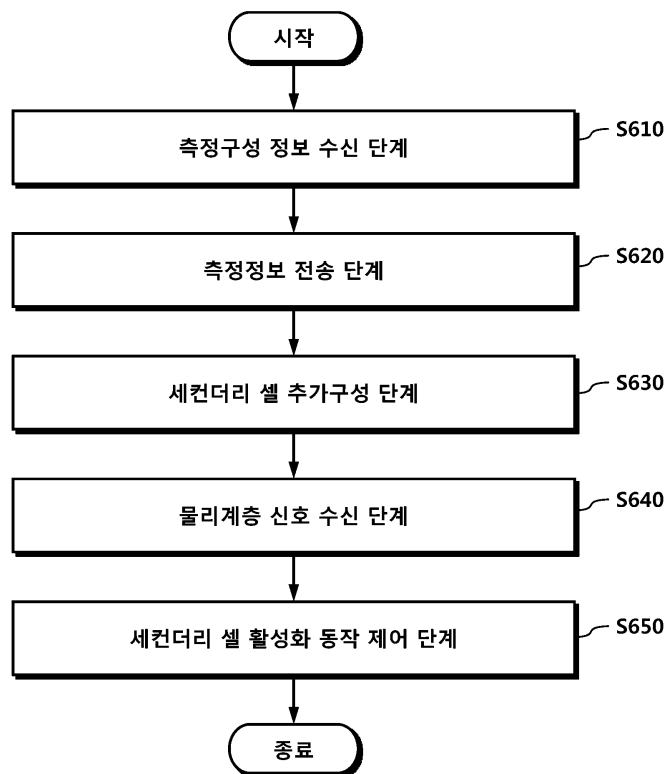 시작
측정구성 정보 수신 단계
S610
측정정보 전송 단계
S620
세컨더리 셀 추가구성 단계
S630
물리계층 신호 수신 단계
S640
세컨더리 셀 활성화 동작 제어 단계
S650
종료